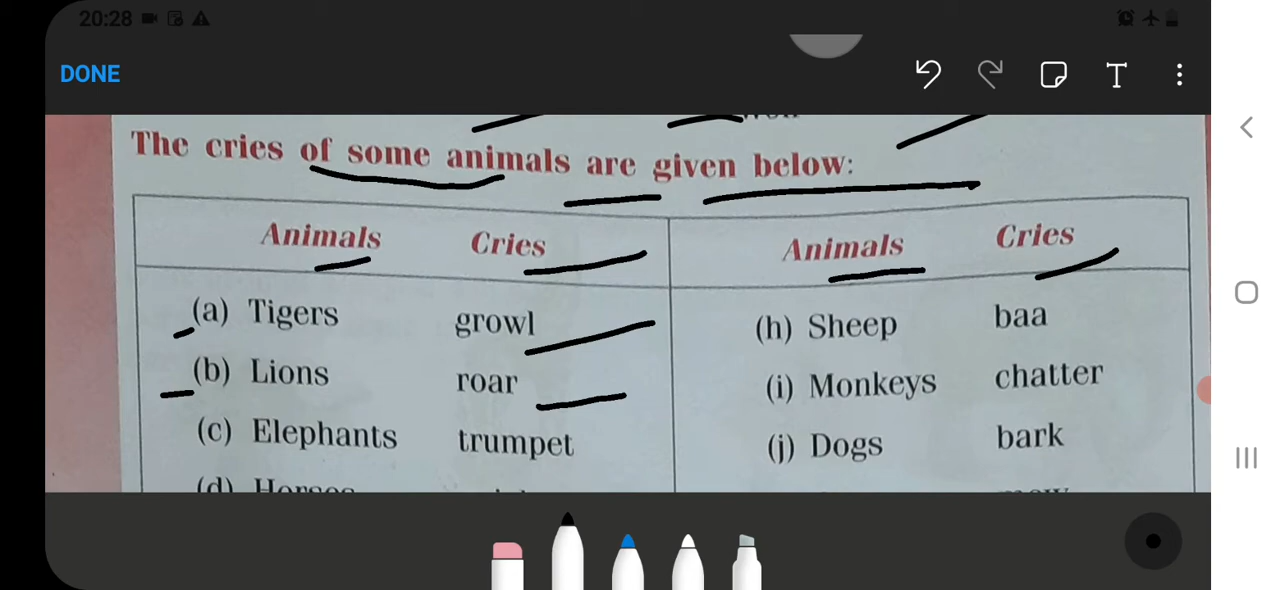 20:28
DONE
T
The cries of some animals are given below:
Animals Cries Animals Cries
(a) Tigers growl (h) Sheep baa
(b) Lions roar (i) Monkeys chatter
(c) Elephants trumpet (j) Dogs bark
(d) Horses